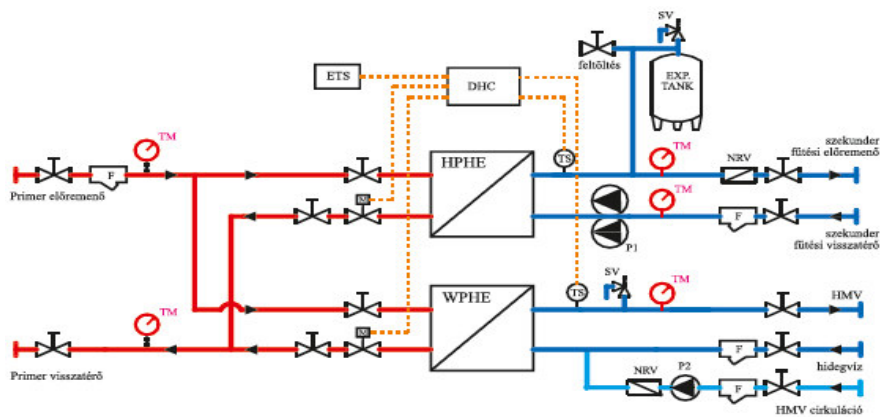 SV
feltöltés
EXP.
TANK
ETS
DHC
TM
F
Primer előremenő
HPHE
TS
TM
NRV
szekunder
fűtési előremenő
M
TM
P1
F
szekunder
fűtési visszatérő
WPHE
TS
SV
TM
HMV
TM
M
Primer visszatérő
F
hidegvíz
NRV
P2
F
HMV cirkuláció